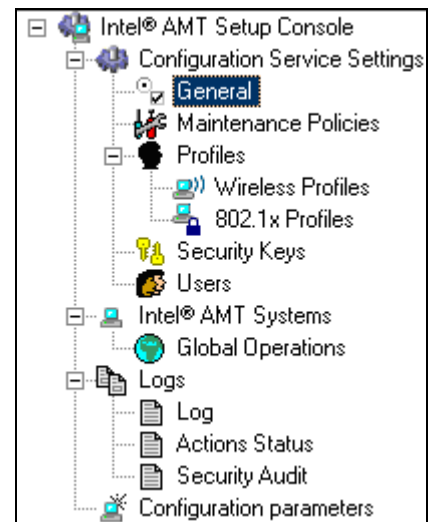 Intel® AMT Setup Console
Configuration Service Settings
General
Maintenance Policies
Profiles
Wireless Profiles
802.1x Profiles
Security Keys
Users
Intel® AMT Systems
Global Operations
Logs
Log
Actions Status
Security Audit
Configuration parameters